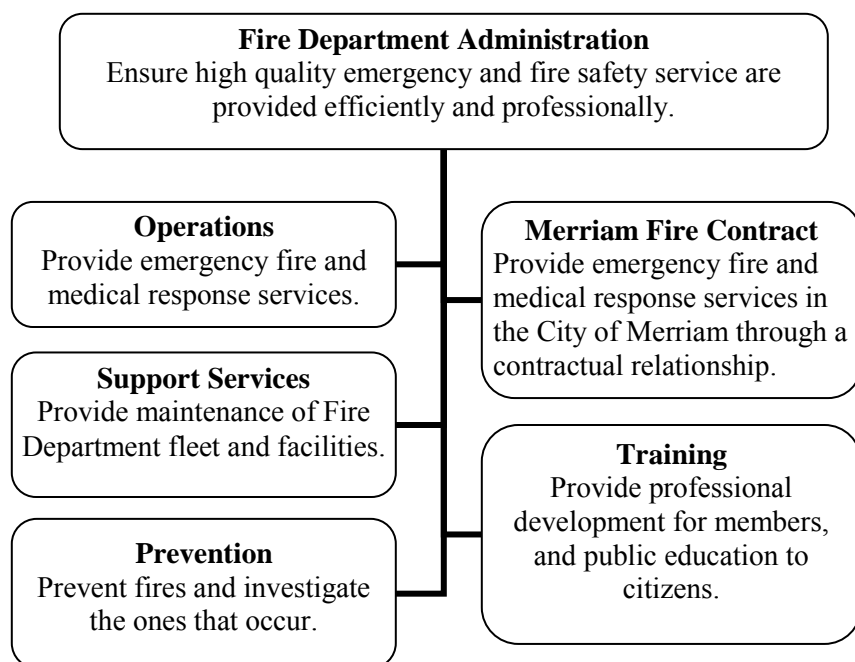 Fire Department Administration
Ensure high quality emergency and fire safety service are
provided efficiently and professionally.
Operations
Provide emergency fire and
medical response services.
Merriam Fire Contract
Provide emergency fire and
medical response services in
the City of Merriam through a
contractual relationship.
Support Services
Provide maintenance of Fire
Department fleet and facilities.
Training
Provide professional
development for members,
and public education to
citizens.
Prevention
Prevent fires and investigate
the ones that occur.